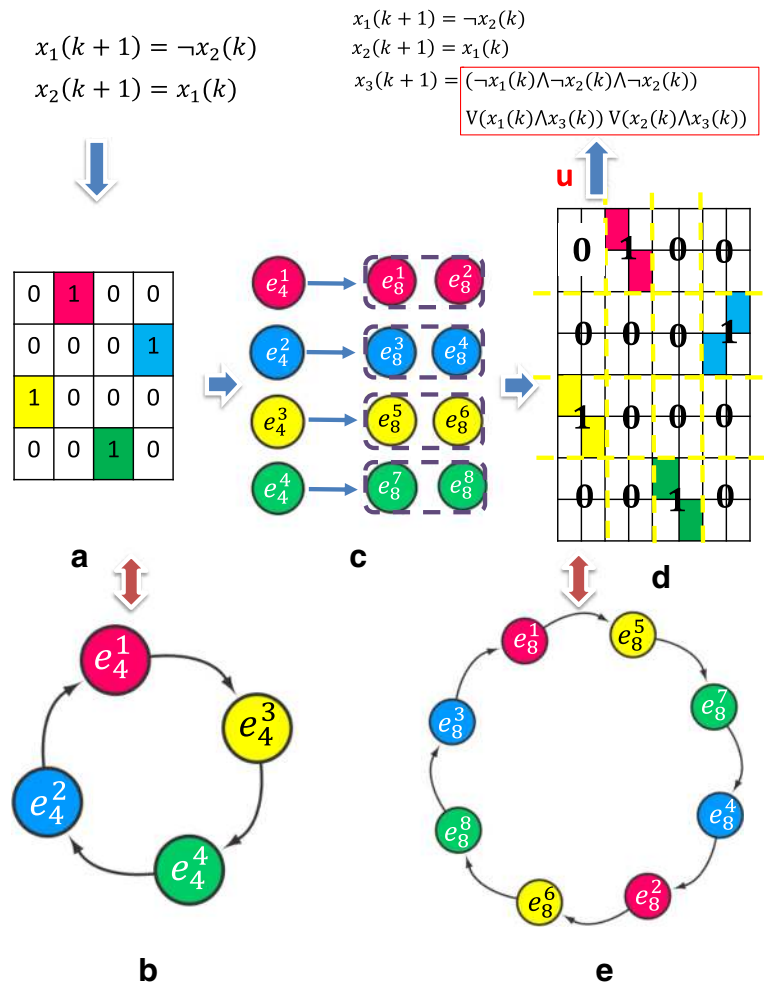 x₁(k + 1) = ¬x₂(k)
x₂(k + 1) = x₁(k)
x₁(k + 1) = ¬x₂(k)
x₂(k + 1) = x₁(k)
x₃(k + 1) = (¬x₁(k)Λ¬x₂(k)Λ¬x₂(k))
V(x₁(k)Λx₃(k)) V(x₂(k)Λx₃(k))
u
0 1 0 0
0 0 0 1
1 0 0 0
0 0 1 0
a
e₄¹ e₈¹ e₈²
e₄² e₈³ e₈⁴
e₄³ e₈⁵ e₈⁶
e₄⁴ e₈⁷ e₈⁸
c
0 1 0 0
0 0 0 1
1 0 0 0
0 0 1 0
d
e₄¹
e₄³
e₄⁴
e₄²
b
e₈¹
e₈⁵
e₈⁷
e₈⁴
e₈²
e₈⁶
e₈⁸
e₈³
e